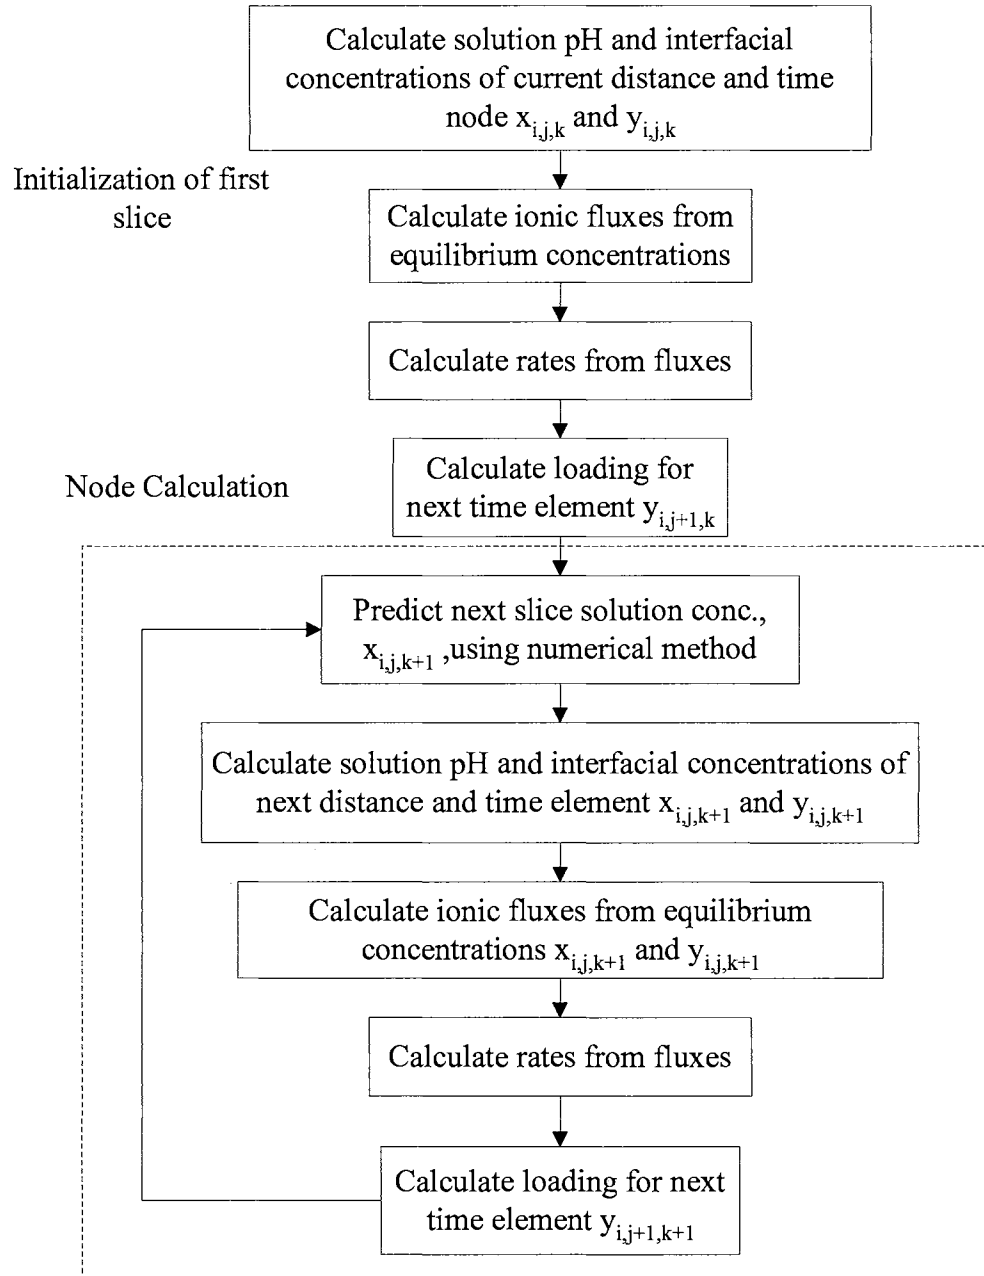 Calculate solution pH and interfacial
concentrations of current distance and time
node x_{i,j,k} and y_{i,j,k}
Initialization of first
slice
Calculate ionic fluxes from
equilibrium concentrations
Calculate rates from fluxes
Calculate loading for
next time element y_{i,j+1,k}
Node Calculation
Predict next slice solution conc.,
x_{i,j,k+1} ,using numerical method
Calculate solution pH and interfacial concentrations of
next distance and time element x_{i,j,k+1} and y_{i,j,k+1}
Calculate ionic fluxes from equilibrium
concentrations x_{i,j,k+1} and y_{i,j,k+1}
Calculate rates from fluxes
Calculate loading for next
time element y_{i,j+1,k+1}